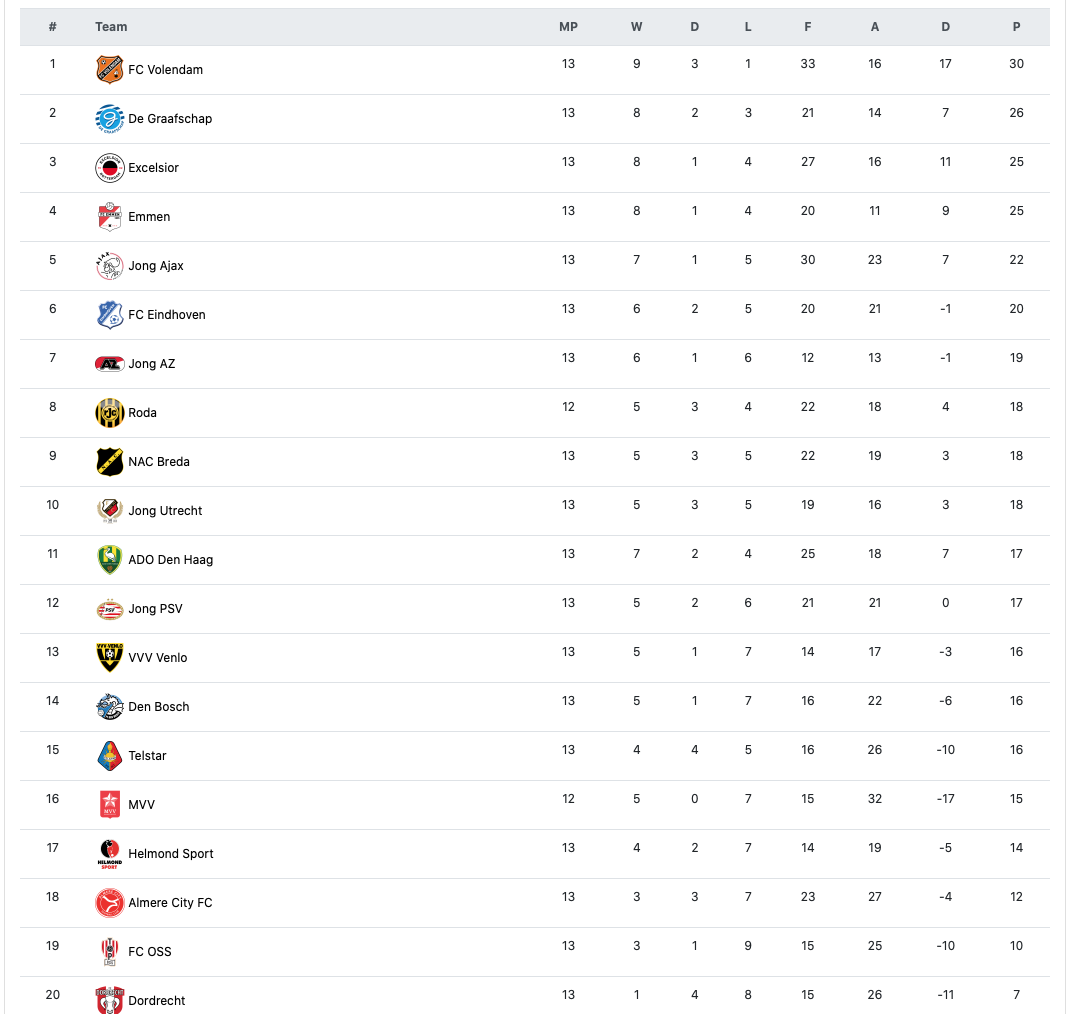 # Team MP W D L F A D P
1 FC Volendam 13 9 3 1 33 16 17 30
2 De Graafschap 13 8 2 3 21 14 7 26
3 Excelsior 13 8 1 4 27 16 11 25
4 Emmen 13 8 1 4 20 11 9 25
5 Jong Ajax 13 7 1 5 30 23 7 22
6 FC Eindhoven 13 6 2 5 20 21 -1 20
7 Jong AZ 13 6 1 6 12 13 -1 19
8 Roda 12 5 3 4 22 18 4 18
9 NAC Breda 13 5 3 5 22 19 3 18
10 Jong Utrecht 13 5 3 5 19 16 3 18
11 ADO Den Haag 13 7 2 4 25 18 7 17
12 Jong PSV 13 5 2 6 21 21 0 17
13 VVV Venlo 13 5 1 7 14 17 -3 16
14 Den Bosch 13 5 1 7 16 22 -6 16
15 Telstar 13 4 4 5 16 26 -10 16
16 MVV 12 5 0 7 15 32 -17 15
17 Helmond Sport 13 4 2 7 14 19 -5 14
18 Almere City FC 13 3 3 7 23 27 -4 12
19 FC OSS 13 3 1 9 15 25 -10 10
20 Dordrecht 13 1 4 8 15 26 -11 7